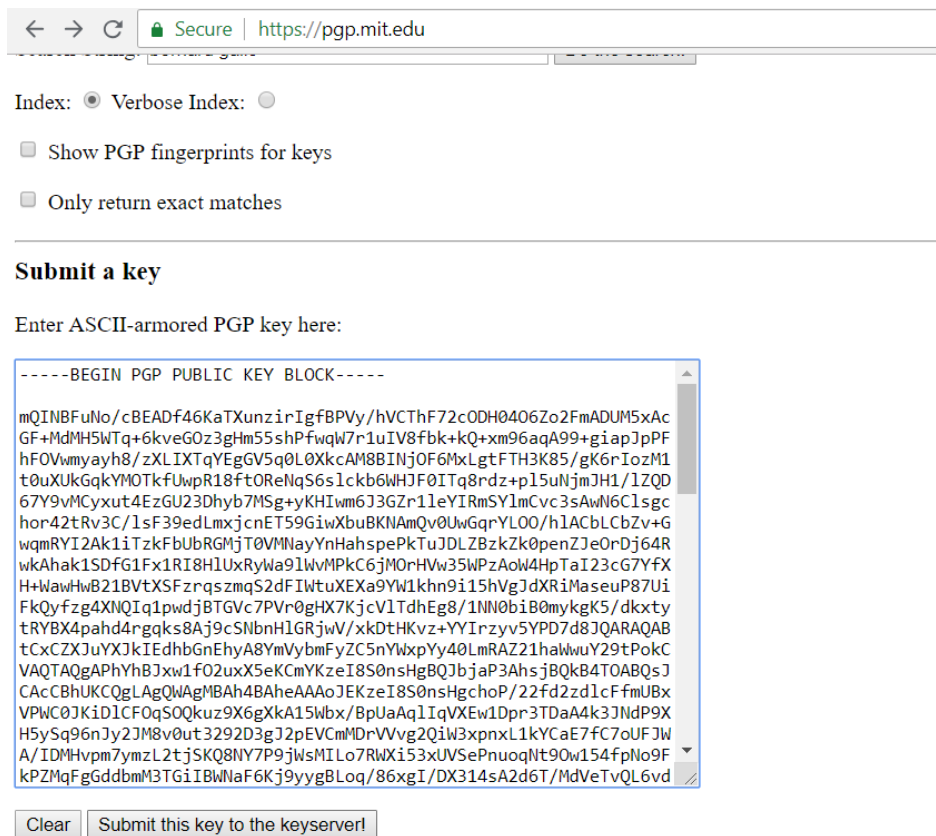 Secure | https://pgp.mit.edu
Index: Verbose Index:
Show PGP fingerprints for keys
Only return exact matches
Submit a key
Enter ASCII-armored PGP key here:
-----BEGIN PGP PUBLIC KEY BLOCK-----
mQINBFuNo/cBEADf46KaTXunzirIgfBPVy/hVCThF72cODH04O6Zo2FmADUM5xAc
GF+MdMH5WTq+6kveGOz3gHm55shPfwqW7r1uIV8fbk+kQ+xm96aqA99+giapJpPF
hFOVwmyayh8/zXLIXTqYEgGV5q0L0XkcAM8BINjOF6MxLgtFTH3K85/gK6rIozM1
t0uXUkGqkYMOTkfUwpR18ftOReNqS6slckb6WHJF0ITq8rdz+pl5uNjmJH1/lZQD
67Y9vMCyxut4EzGU23Dhyb7MSg+yKHIwm6J3GZr1leYIRmSYlmCvc3sAwN6Clsgc
hor42tRv3C/lsF39edLmxjcnET59GiwXbuBKNAmQv0UwGqrYLOO/hlACbLCbZv+G
wqmRYI2Ak1iTzkFbUbRGMjT0VMNayYnHahspePkTuJDLZBzkZk0penZJeOrDj64R
wkAhak1SDfG1Fx1RI8HlUxRyWa9lWvMPkC6jMOrHVw35WPzAoW4HpTaI23cG7YfX
H+WawHwB21BVtXSFzrqszmqS2dFIWtuXEXa9YW1khn9i15hVgJdXRiMaseuP87Ui
FkQyfzg4XNQIq1pwdjBTGVc7PVr0gHX7KjcVlTdhEg8/1NN0biB0mykgK5/dkxty
tRYBX4pahd4rgqks8Aj9cSNbnHlGRjwV/xkDtHKvz+YYIrzyv5YPD7d8JQARAQAB
tCxCZXJuYXJkIEdhbGnEhyA8YmVybmFyZC5nYWxpYy40LmRAZ21haWwuY29tPokC
VAQTAQgAPhYhBJxw1fO2uxX5eKCmYKzeI8S0nsHgBQJbjaP3AhsjBQkB4TOABQsJ
CAcCBhUKCQgLAgQWAgMBAh4BAheAAAoJEKzeI8S0nsHgchoP/22fd2zdlcFfmUBx
VPWC0JKiDlCFOqSOQkuz9X6gXkA15Wbx/BpUaAqlIqVXEw1Dpr3TDaA4k3JNdP9X
H5ySq96nJy2JM8v0ut3292D3gJ2pEVCmMDrVVvg2QiW3xpnxL1kYCaE7fC7oUFJW
A/IDMHvpm7ymzL2tjSKQ8NY7P9jWsMILo7RWXi53xUVSePnuoqNt9Ow154fpNo9F
kPZMqFgGddbmM3TGiIBWNaF6Kj9yygBLoq/86xgI/DX314sA2d6T/MdVeTvQL6vd
Clear Submit this key to the keyserver!